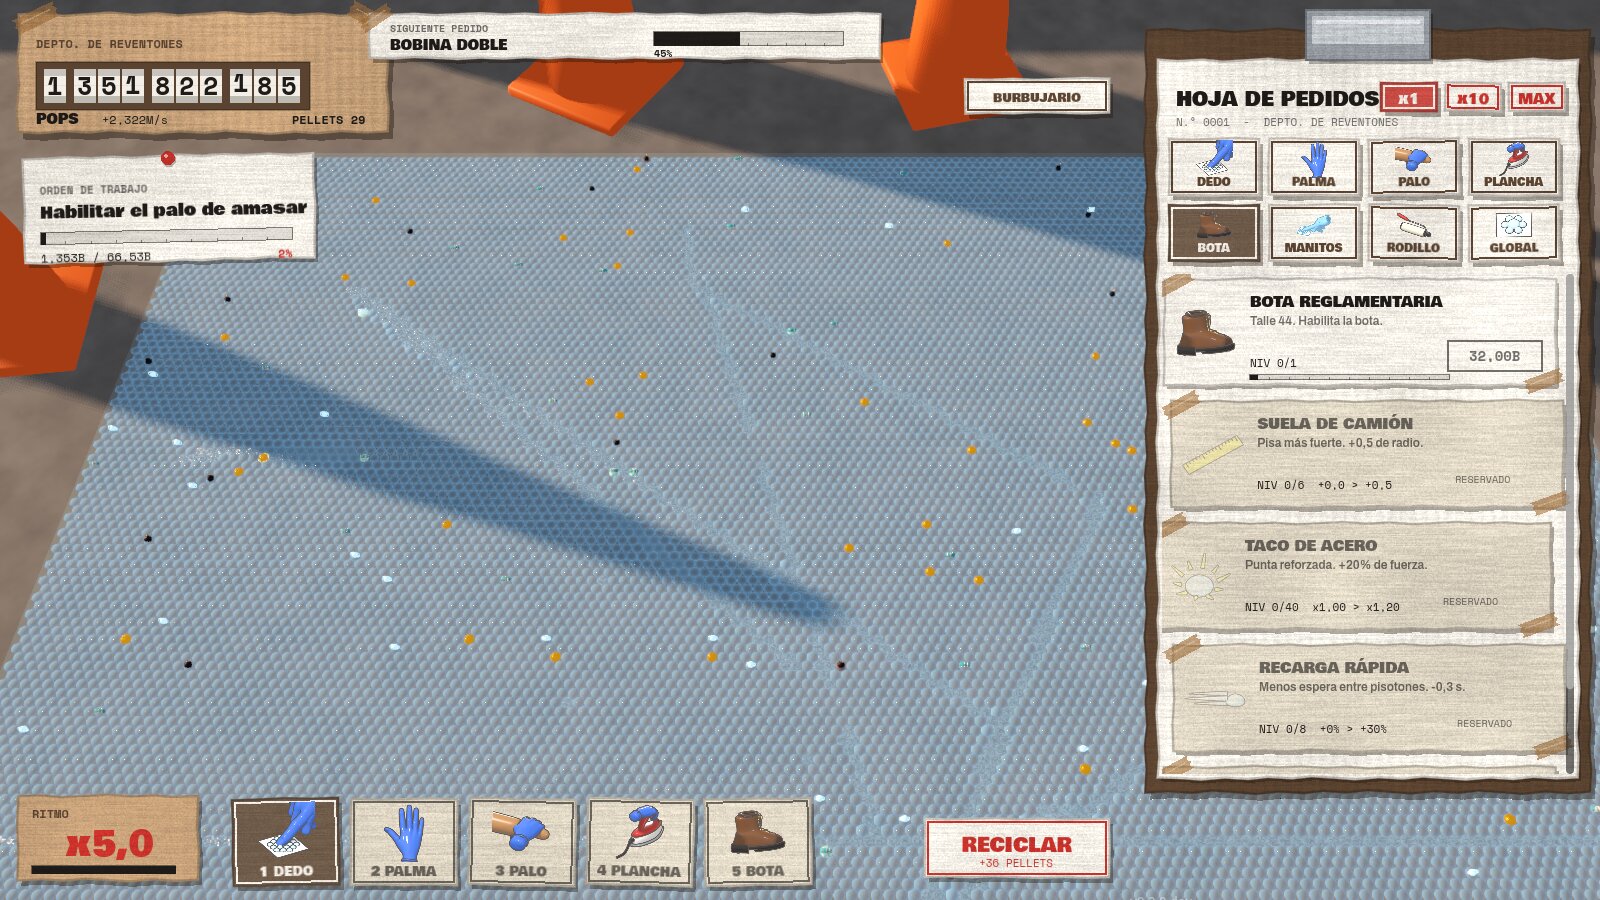 DEPTO. DE REVENTONES
1 351 822 185
POPS +2,322M/s PELLETS 29
SIGUIENTE PEDIDO
BOBINA DOBLE
45%
BURBUJARIO
ORDEN DE TRABAJO
Habilitar el palo de amasar
1,353B / 66,53B 2%
HOJA DE PEDIDOS x1 x10 MAX
N.° 0001 - DEPTO. DE REVENTONES
DEDO PALMA PALO PLANCHA
BOTA MANITOS RODILLO GLOBAL
BOTA REGLAMENTARIA
Talle 44. Habilita la bota.
32,00B
NIV 0/1
SUELA DE CAMIÓN
Pisa más fuerte. +0,5 de radio.
NIV 0/6 +0,0 > +0,5 RESERVADO
TACO DE ACERO
Punta reforzada. +20% de fuerza.
NIV 0/40 x1,00 > x1,20 RESERVADO
RECARGA RÁPIDA
Menos espera entre pisotones. -0,3 s.
NIV 0/8 +0% > +30% RESERVADO
RITMO
x5,0
1 DEDO 2 PALMA 3 PALO 4 PLANCHA 5 BOTA
RECICLAR
+36 PELLETS